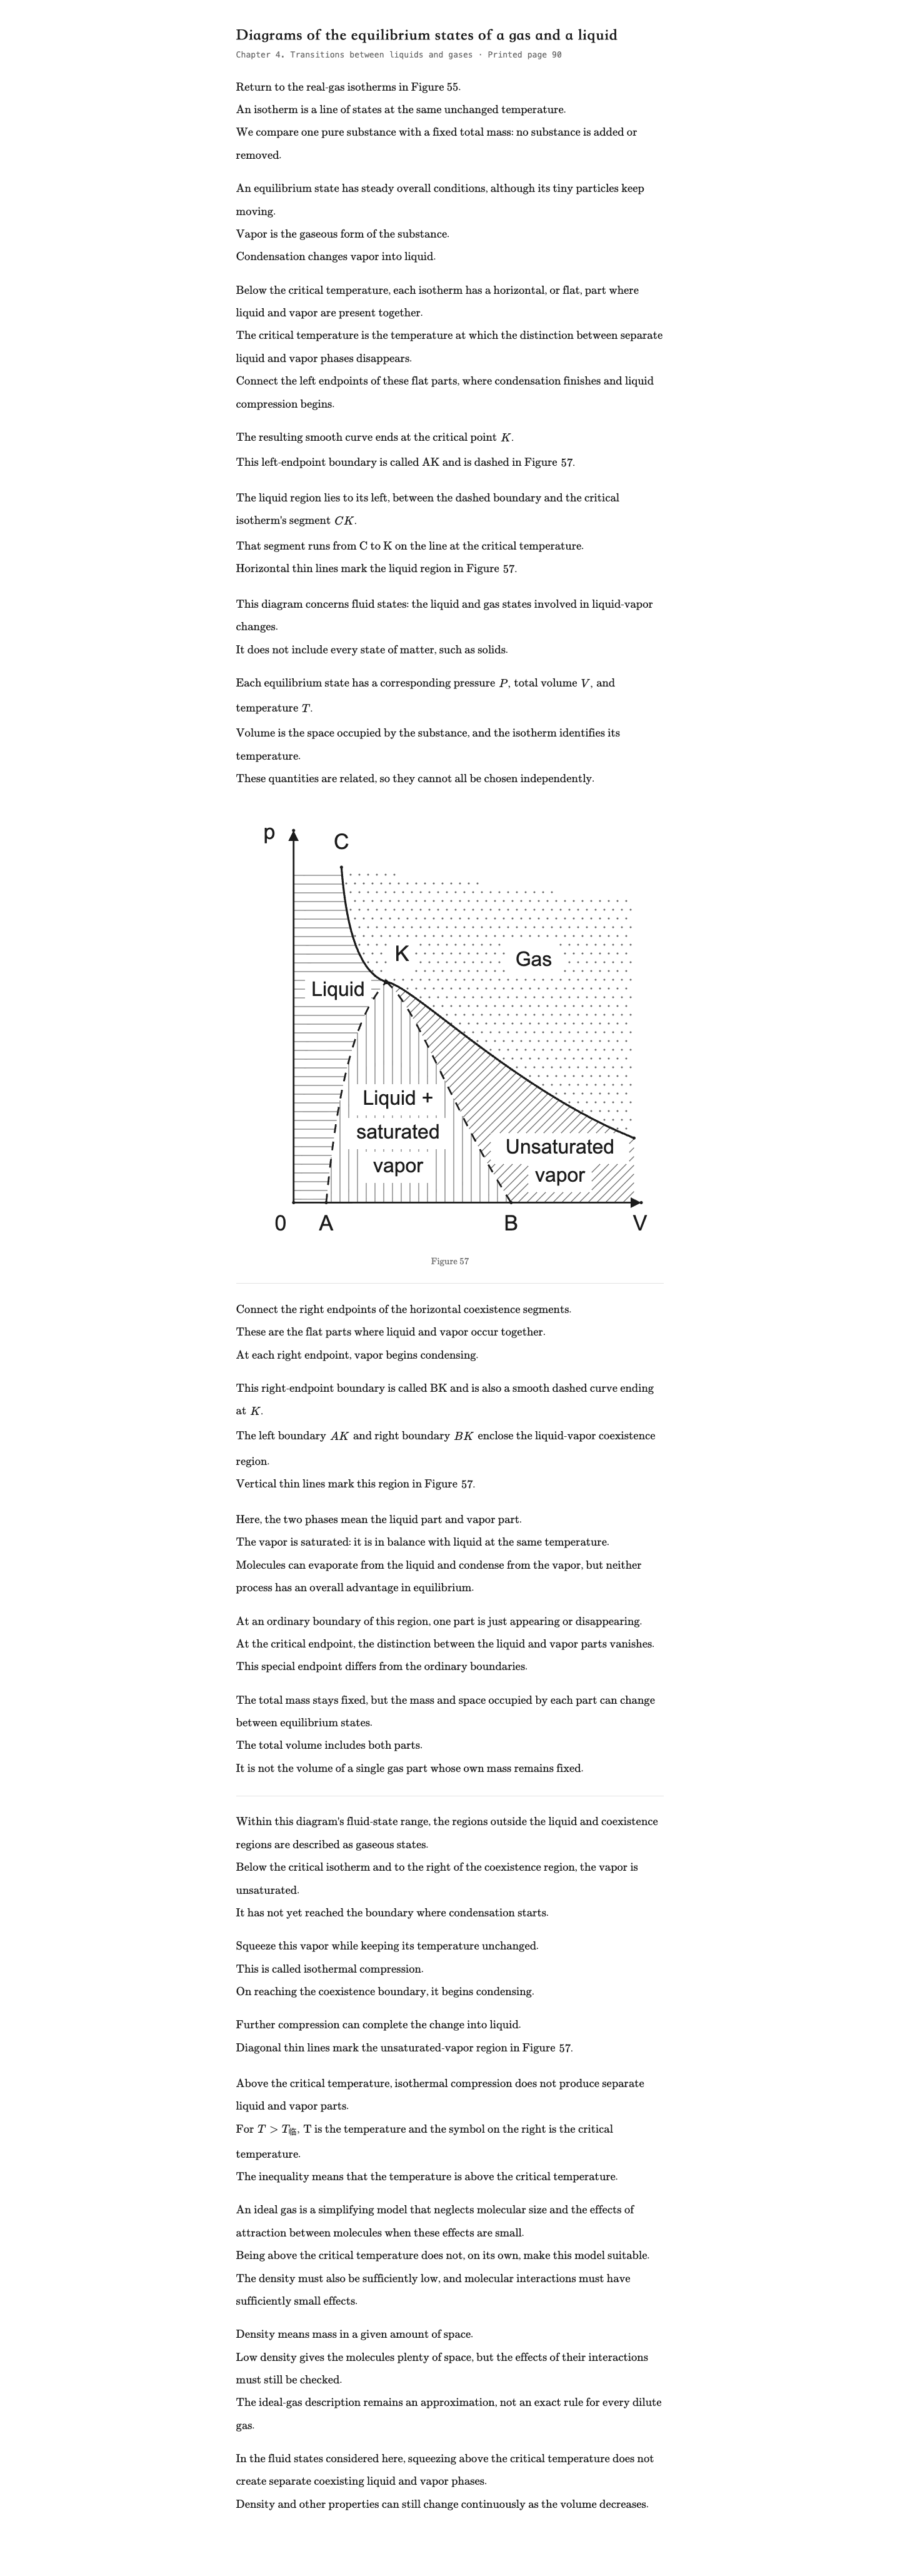 Diagrams of the equilibrium states of a gas and a liquid
Chapter 4. Transitions between liquids and gases · Printed page 90
Return to the real-gas isotherms in Figure 55.
An isotherm is a line of states at the same unchanged temperature.
We compare one pure substance with a fixed total mass: no substance is added or
removed.
An equilibrium state has steady overall conditions, although its tiny particles keep
moving.
Vapor is the gaseous form of the substance.
Condensation changes vapor into liquid.
Below the critical temperature, each isotherm has a horizontal, or flat, part where
liquid and vapor are present together.
The critical temperature is the temperature at which the distinction between separate
liquid and vapor phases disappears.
Connect the left endpoints of these flat parts, where condensation finishes and liquid
compression begins.
The resulting smooth curve ends at the critical point K.
This left-endpoint boundary is called AK and is dashed in Figure 57.
The liquid region lies to its left, between the dashed boundary and the critical
isotherm's segment CK.
That segment runs from C to K on the line at the critical temperature.
Horizontal thin lines mark the liquid region in Figure 57.
This diagram concerns fluid states: the liquid and gas states involved in liquid-vapor
changes.
It does not include every state of matter, such as solids.
Each equilibrium state has a corresponding pressure P, total volume V, and
temperature T.
Volume is the space occupied by the substance, and the isotherm identifies its
temperature.
These quantities are related, so they cannot all be chosen independently.
p
C
K
Gas
Liquid
Liquid +
saturated
vapor
Unsaturated
vapor
0
A
B
V
Figure 57
Connect the right endpoints of the horizontal coexistence segments.
These are the flat parts where liquid and vapor occur together.
At each right endpoint, vapor begins condensing.
This right-endpoint boundary is called BK and is also a smooth dashed curve ending
at K.
The left boundary AK and right boundary BK enclose the liquid-vapor coexistence
region.
Vertical thin lines mark this region in Figure 57.
Here, the two phases mean the liquid part and vapor part.
The vapor is saturated: it is in balance with liquid at the same temperature.
Molecules can evaporate from the liquid and condense from the vapor, but neither
process has an overall advantage in equilibrium.
At an ordinary boundary of this region, one part is just appearing or disappearing.
At the critical endpoint, the distinction between the liquid and vapor parts vanishes.
This special endpoint differs from the ordinary boundaries.
The total mass stays fixed, but the mass and space occupied by each part can change
between equilibrium states.
The total volume includes both parts.
It is not the volume of a single gas part whose own mass remains fixed.
Within this diagram's fluid-state range, the regions outside the liquid and coexistence
regions are described as gaseous states.
Below the critical isotherm and to the right of the coexistence region, the vapor is
unsaturated.
It has not yet reached the boundary where condensation starts.
Squeeze this vapor while keeping its temperature unchanged.
This is called isothermal compression.
On reaching the coexistence boundary, it begins condensing.
Further compression can complete the change into liquid.
Diagonal thin lines mark the unsaturated-vapor region in Figure 57.
Above the critical temperature, isothermal compression does not produce separate
liquid and vapor parts.
For T > T临, T is the temperature and the symbol on the right is the critical
temperature.
The inequality means that the temperature is above the critical temperature.
An ideal gas is a simplifying model that neglects molecular size and the effects of
attraction between molecules when these effects are small.
Being above the critical temperature does not, on its own, make this model suitable.
The density must also be sufficiently low, and molecular interactions must have
sufficiently small effects.
Density means mass in a given amount of space.
Low density gives the molecules plenty of space, but the effects of their interactions
must still be checked.
The ideal-gas description remains an approximation, not an exact rule for every dilute
gas.
In the fluid states considered here, squeezing above the critical temperature does not
create separate coexisting liquid and vapor phases.
Density and other properties can still change continuously as the volume decreases.